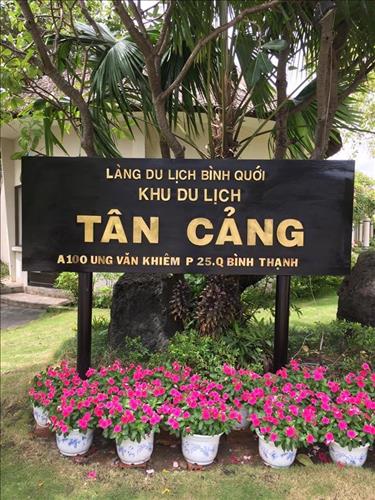 LÀNG DU LỊCH BÌNH QUỚI
KHU DU LỊCH
TÂN CẢNG
A100 UNG VĂN KHIÊM P 25.Q BÌNH THẠNH